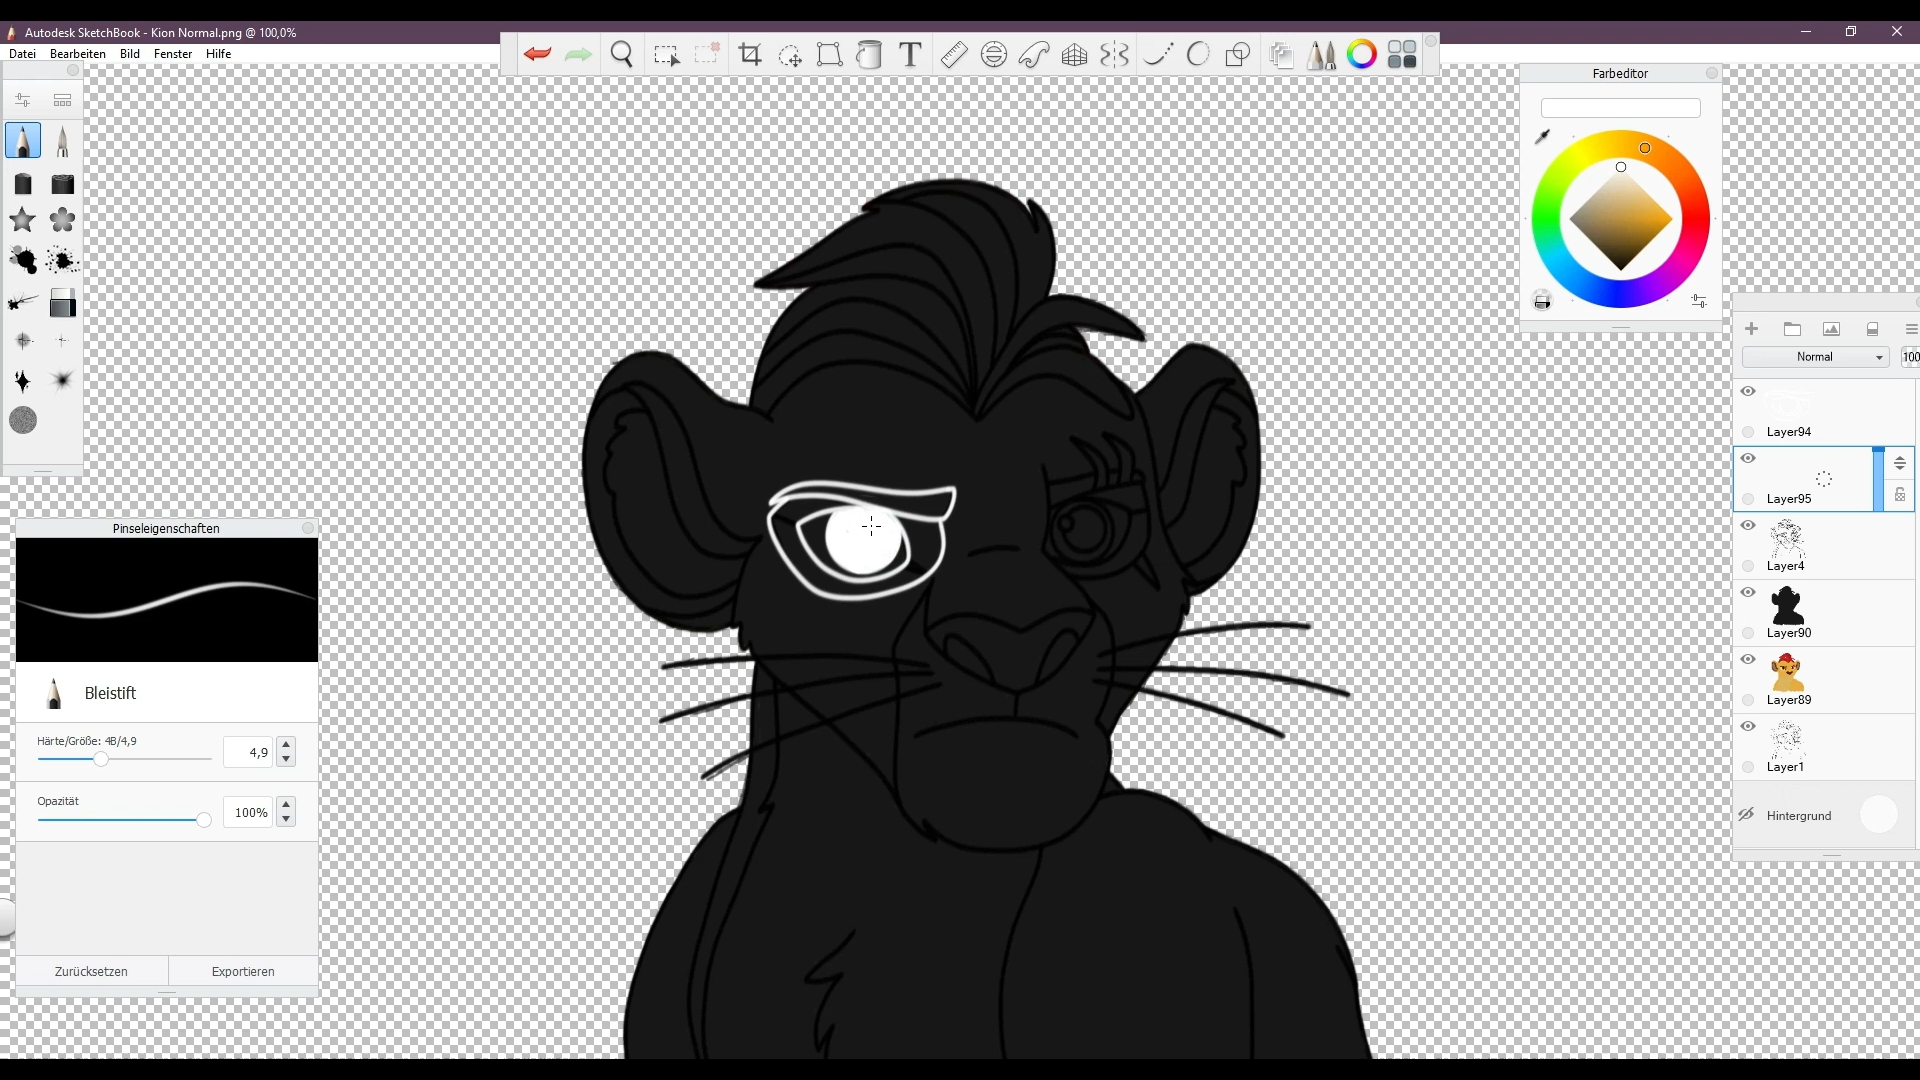 Autodesk SketchBook - Kion Normal.png @ 100,0%
Datei Bearbeiten Bild Fenster Hilfe
T
Farbeditor
Normal
100
Layer94
Layer95
Layer4
Layer90
Layer89
Layer1
Hintergrund
Pinseleigenschaften
Bleistift
Härte/Größe: 4B/4,9
4,9
Opazität
100%
Zurücksetzen Exportieren